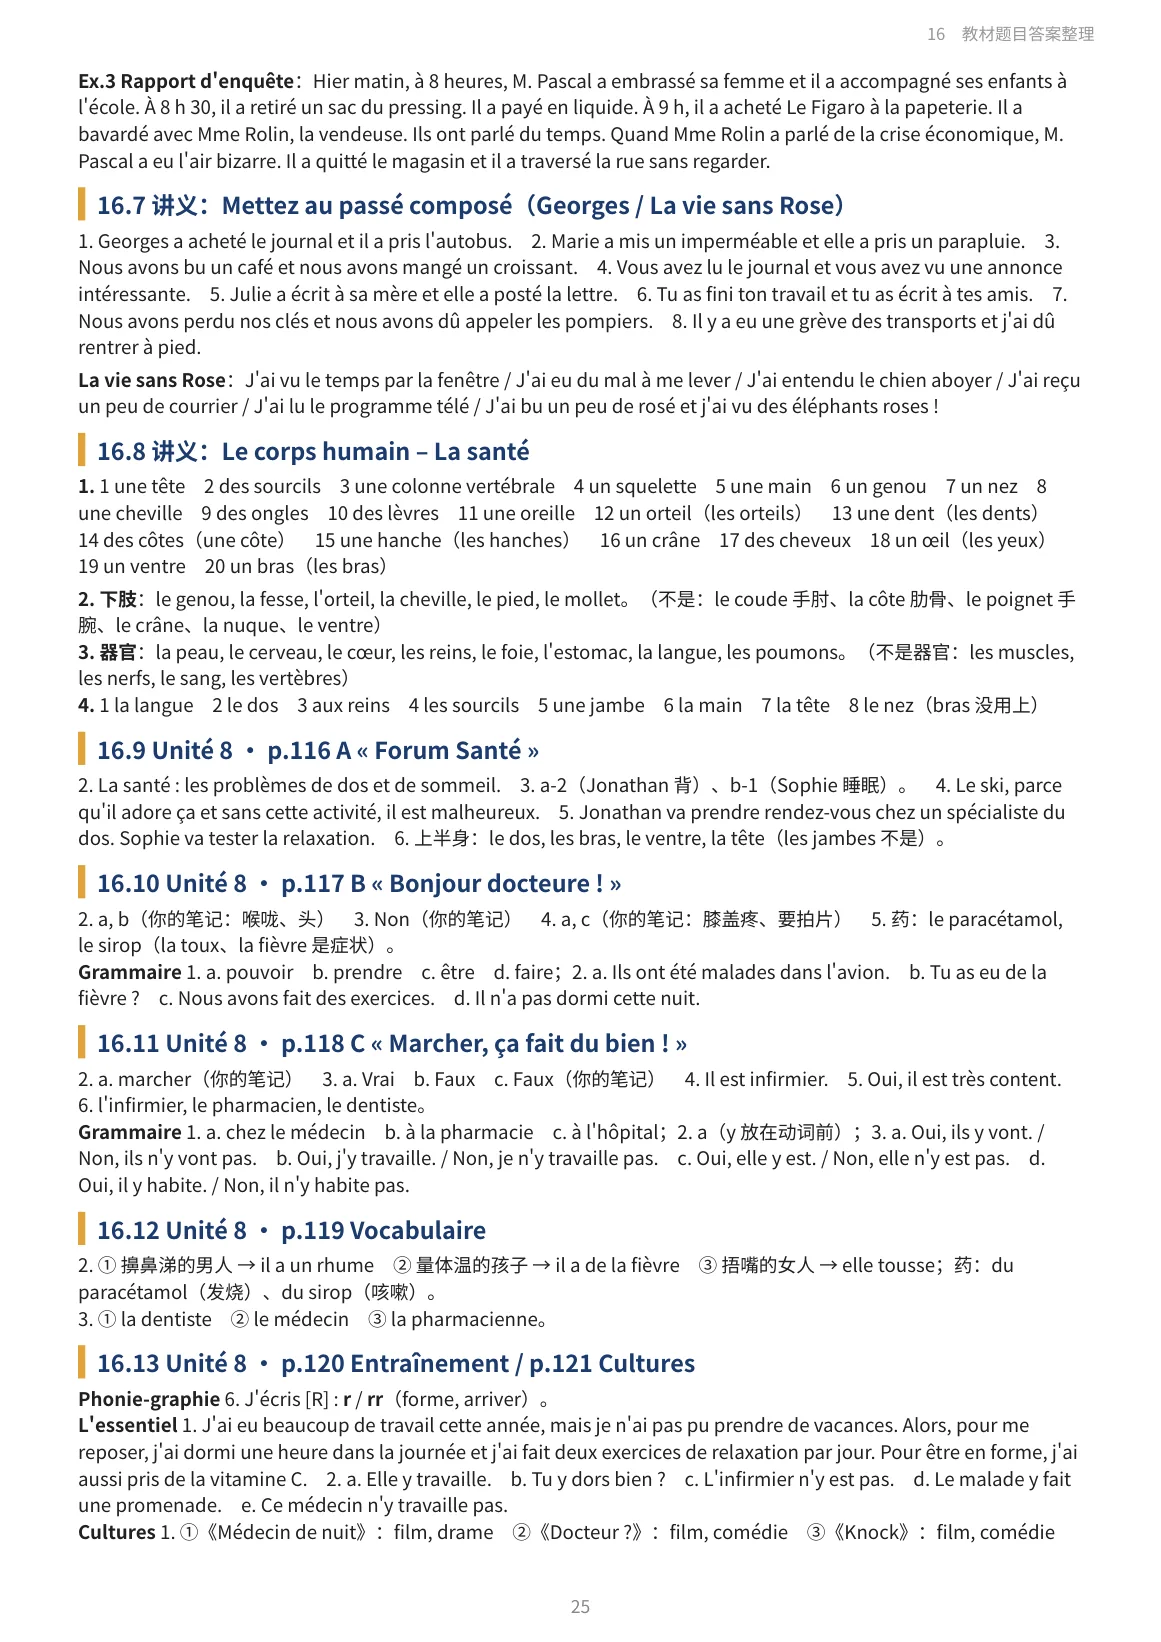 16 教材题目答案整理
Ex.3 Rapport d'enquête：Hier matin, à 8 heures, M. Pascal a embrassé sa femme et il a accompagné ses enfants à
l'école. À 8 h 30, il a retiré un sac du pressing. Il a payé en liquide. À 9 h, il a acheté Le Figaro à la papeterie. Il a
bavardé avec Mme Rolin, la vendeuse. Ils ont parlé du temps. Quand Mme Rolin a parlé de la crise économique, M.
Pascal a eu l'air bizarre. Il a quitté le magasin et il a traversé la rue sans regarder.
16.7 讲义：Mettez au passé composé（Georges / La vie sans Rose）
1. Georges a acheté le journal et il a pris l'autobus. 2. Marie a mis un imperméable et elle a pris un parapluie. 3.
Nous avons bu un café et nous avons mangé un croissant. 4. Vous avez lu le journal et vous avez vu une annonce
intéressante. 5. Julie a écrit à sa mère et elle a posté la lettre. 6. Tu as fini ton travail et tu as écrit à tes amis. 7.
Nous avons perdu nos clés et nous avons dû appeler les pompiers. 8. Il y a eu une grève des transports et j'ai dû
rentrer à pied.
La vie sans Rose：J'ai vu le temps par la fenêtre / J'ai eu du mal à me lever / J'ai entendu le chien aboyer / J'ai reçu
un peu de courrier / J'ai lu le programme télé / J'ai bu un peu de rosé et j'ai vu des éléphants roses !
16.8 讲义：Le corps humain – La santé
1. 1 une tête 2 des sourcils 3 une colonne vertébrale 4 un squelette 5 une main 6 un genou 7 un nez 8
une cheville 9 des ongles 10 des lèvres 11 une oreille 12 un orteil（les orteils） 13 une dent（les dents）
14 des côtes（une côte） 15 une hanche（les hanches） 16 un crâne 17 des cheveux 18 un œil（les yeux）
19 un ventre 20 un bras（les bras）
2. 下肢：le genou, la fesse, l'orteil, la cheville, le pied, le mollet。（不是：le coude 手肘、la côte 肋骨、le poignet 手
腕、le crâne、la nuque、le ventre）
3. 器官：la peau, le cerveau, le cœur, les reins, le foie, l'estomac, la langue, les poumons。（不是器官：les muscles,
les nerfs, le sang, les vertèbres）
4. 1 la langue 2 le dos 3 aux reins 4 les sourcils 5 une jambe 6 la main 7 la tête 8 le nez（bras 没用上）
16.9 Unité 8 · p.116 A « Forum Santé »
2. La santé : les problèmes de dos et de sommeil. 3. a-2（Jonathan 背）、b-1（Sophie 睡眠）。 4. Le ski, parce
qu'il adore ça et sans cette activité, il est malheureux. 5. Jonathan va prendre rendez-vous chez un spécialiste du
dos. Sophie va tester la relaxation. 6. 上半身：le dos, les bras, le ventre, la tête（les jambes 不是）。
16.10 Unité 8 · p.117 B « Bonjour docteure ! »
2. a, b（你的笔记：喉咙、头） 3. Non（你的笔记） 4. a, c（你的笔记：膝盖疼、要拍片） 5. 药：le paracétamol,
le sirop（la toux、la fièvre 是症状）。
Grammaire 1. a. pouvoir b. prendre c. être d. faire；2. a. Ils ont été malades dans l'avion. b. Tu as eu de la
fièvre ? c. Nous avons fait des exercices. d. Il n'a pas dormi cette nuit.
16.11 Unité 8 · p.118 C « Marcher, ça fait du bien ! »
2. a. marcher（你的笔记） 3. a. Vrai b. Faux c. Faux（你的笔记） 4. Il est infirmier. 5. Oui, il est très content.
6. l'infirmier, le pharmacien, le dentiste。
Grammaire 1. a. chez le médecin b. à la pharmacie c. à l'hôpital；2. a（y 放在动词前）；3. a. Oui, ils y vont. /
Non, ils n'y vont pas. b. Oui, j'y travaille. / Non, je n'y travaille pas. c. Oui, elle y est. / Non, elle n'y est pas. d.
Oui, il y habite. / Non, il n'y habite pas.
16.12 Unité 8 · p.119 Vocabulaire
2. ① 擤鼻涕的男人 → il a un rhume ② 量体温的孩子 → il a de la fièvre ③ 捂嘴的女人 → elle tousse；药：du
paracétamol（发烧）、du sirop（咳嗽）。
3. ① la dentiste ② le médecin ③ la pharmacienne。
16.13 Unité 8 · p.120 Entraînement / p.121 Cultures
Phonie-graphie 6. J'écris [R] : r / rr（forme, arriver）。
L'essentiel 1. J'ai eu beaucoup de travail cette année, mais je n'ai pas pu prendre de vacances. Alors, pour me
reposer, j'ai dormi une heure dans la journée et j'ai fait deux exercices de relaxation par jour. Pour être en forme, j'ai
aussi pris de la vitamine C. 2. a. Elle y travaille. b. Tu y dors bien ? c. L'infirmier n'y est pas. d. Le malade y fait
une promenade. e. Ce médecin n'y travaille pas.
Cultures 1. ①《Médecin de nuit》：film, drame ②《Docteur ?》：film, comédie ③《Knock》：film, comédie
25